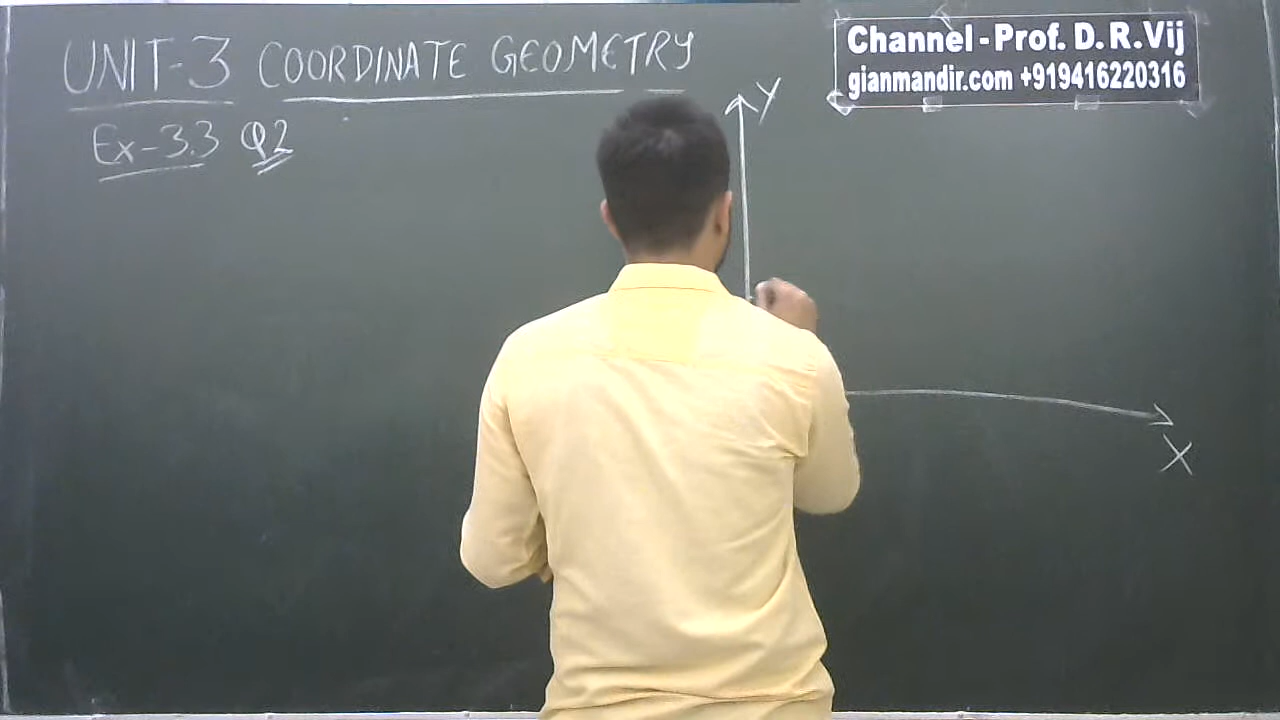 UNIT-3 COORDINATE GEOMETRY
Channel - Prof. D. R. Vij
gianmandir.com +919416220316
Ex-3.3 Q2
Y
X